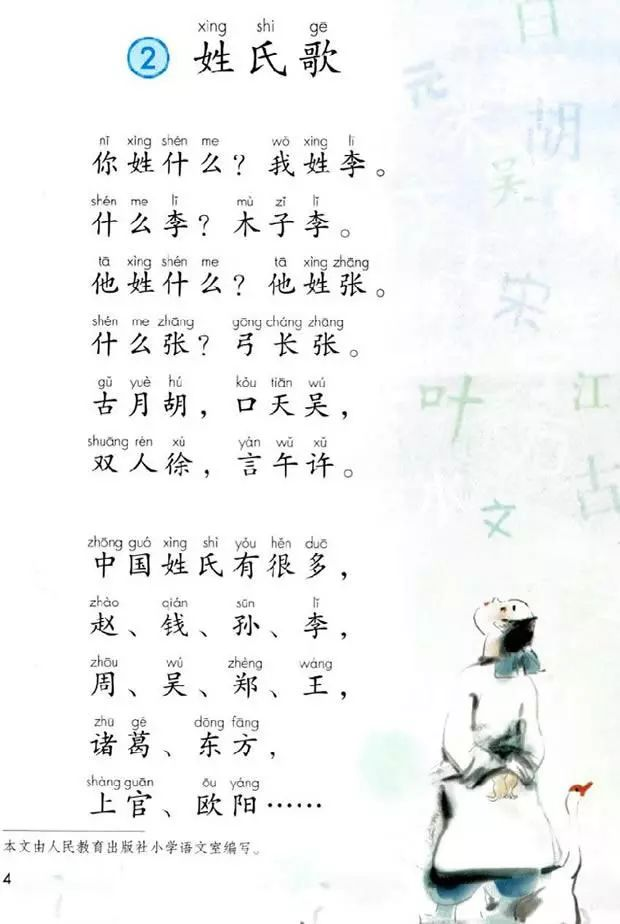 xìng shì gē
2 姓氏歌
nǐ xìng shén me wǒ xìng lǐ
你姓什么？我姓李。
shén me lǐ mù zǐ lǐ
什么李？木子李。
tā xìng shén me tā xìng zhāng
他姓什么？他姓张。
shén me zhāng gōng cháng zhāng
什么张？弓长张。
gǔ yuè hú kǒu tiān wú
古月胡，口天吴，
shuāng rén xú yán wǔ xǔ
双人徐，言午许。
zhōng guó xìng shì yǒu hěn duō
中国姓氏有很多，
zhào qián sūn lǐ
赵、钱、孙、李，
zhōu wú zhèng wáng
周、吴、郑、王，
zhū gě dōng fāng
诸葛、东方，
shàng guān ōu yáng
上官、欧阳……
本文由人民教育出版社小学语文室编写。
4
白
元
胡
吴
宋
叶
江
古
文